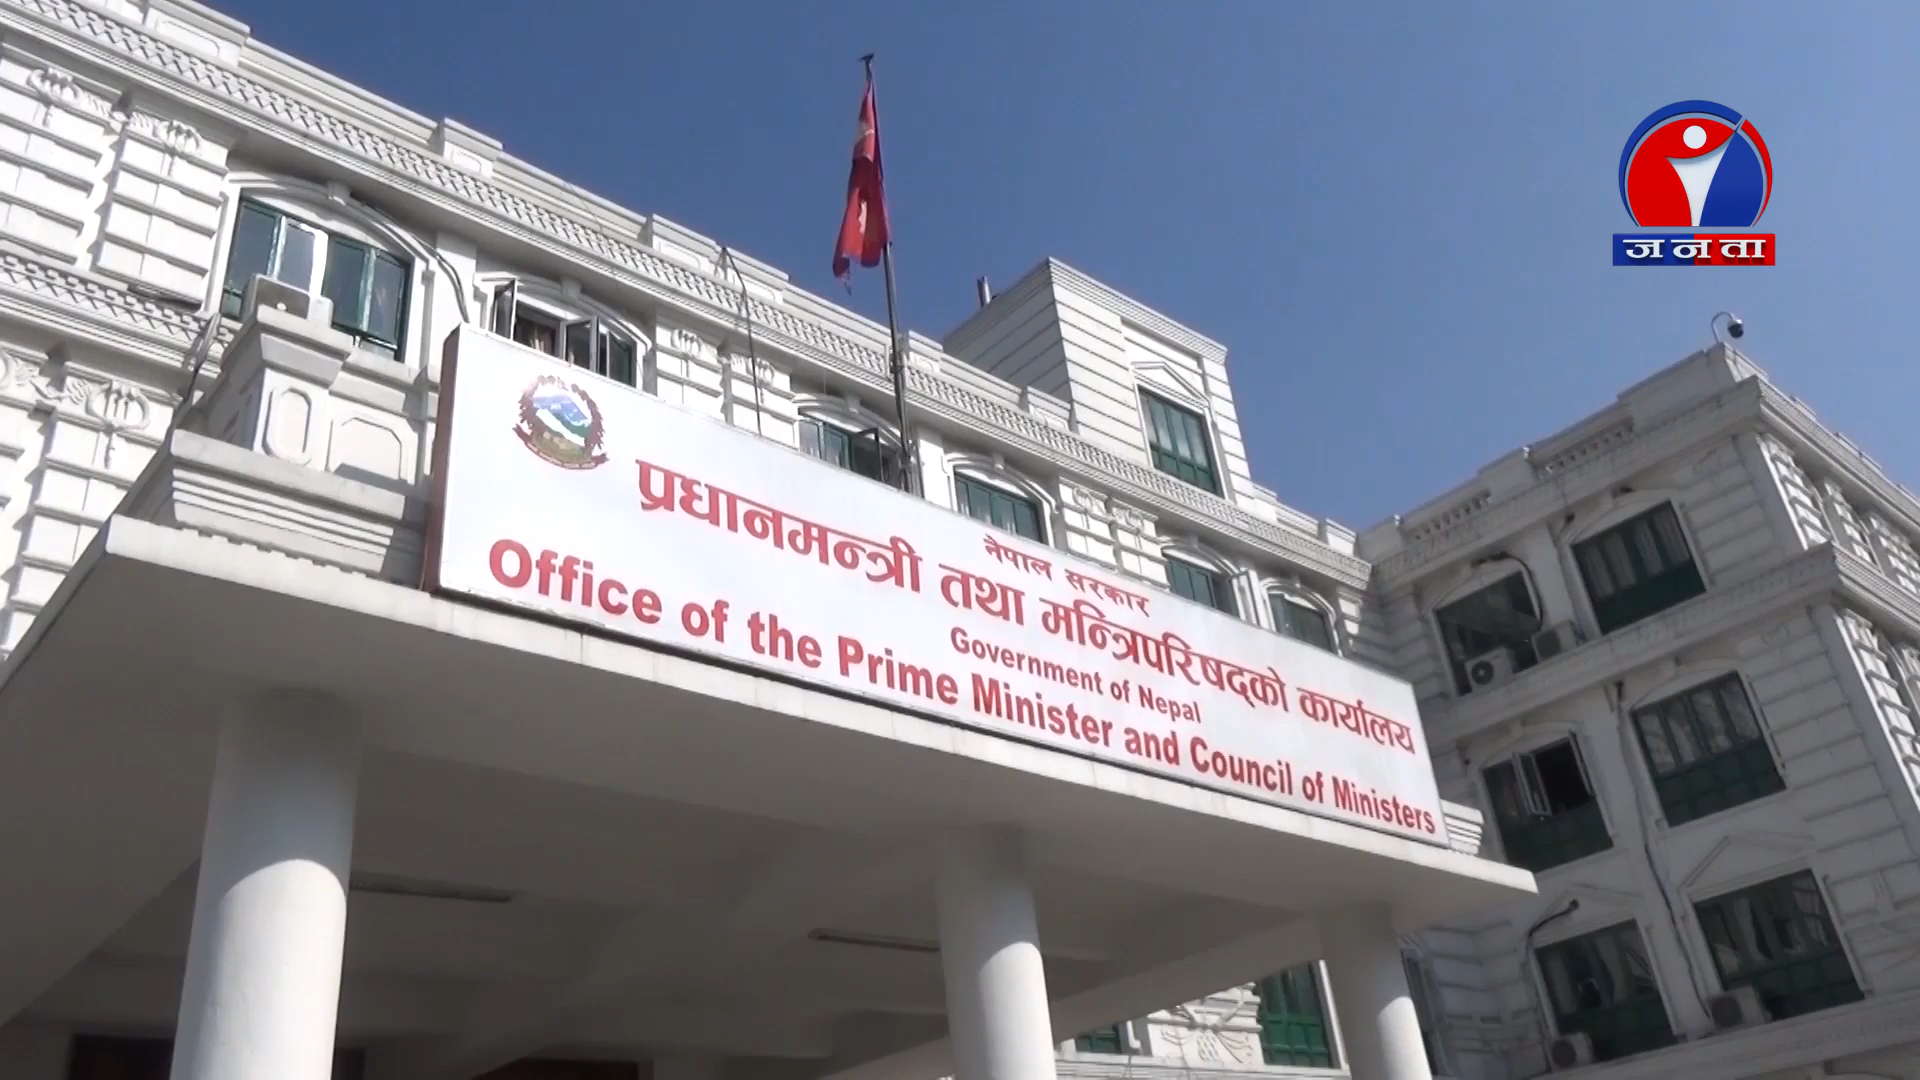 जनता
नेपाल सरकार
प्रधानमन्त्री तथा मन्त्रिपरिषद्को कार्यालय
Government of Nepal
Office of the Prime Minister and Council of Ministers